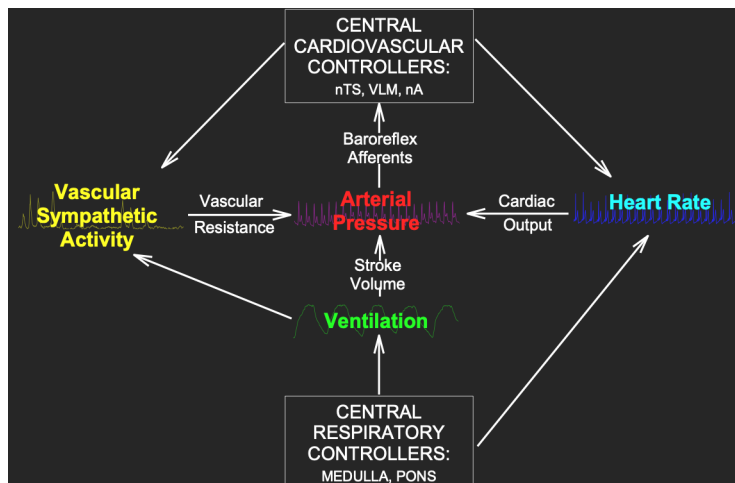 CENTRAL
CARDIOVASCULAR
CONTROLLERS:
nTS, VLM, nA
Baroreflex
Afferents
Vascular
Sympathetic
Activity
Vascular
Resistance
Arterial
Pressure
Cardiac
Output
Heart Rate
Stroke
Volume
Ventilation
CENTRAL
RESPIRATORY
CONTROLLERS:
MEDULLA, PONS